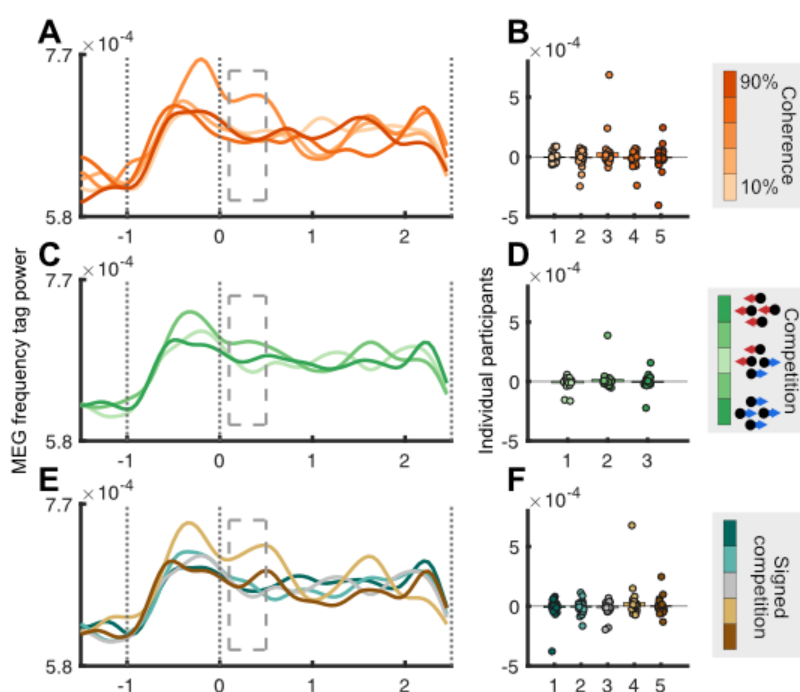 A
×10⁻⁴
7.7
5.8
-1 0 1 2
B
×10⁻⁴
5
0
-5
1 2 3 4 5
90%
10%
Coherence
C
×10⁻⁴
7.7
5.8
-1 0 1 2
MEG frequency tag power
D
×10⁻⁴
5
0
-5
1 2 3
Individual participants
Competition
E
×10⁻⁴
7.7
5.8
-1 0 1 2
F
×10⁻⁴
5
0
-5
1 2 3 4 5
Signed
competition